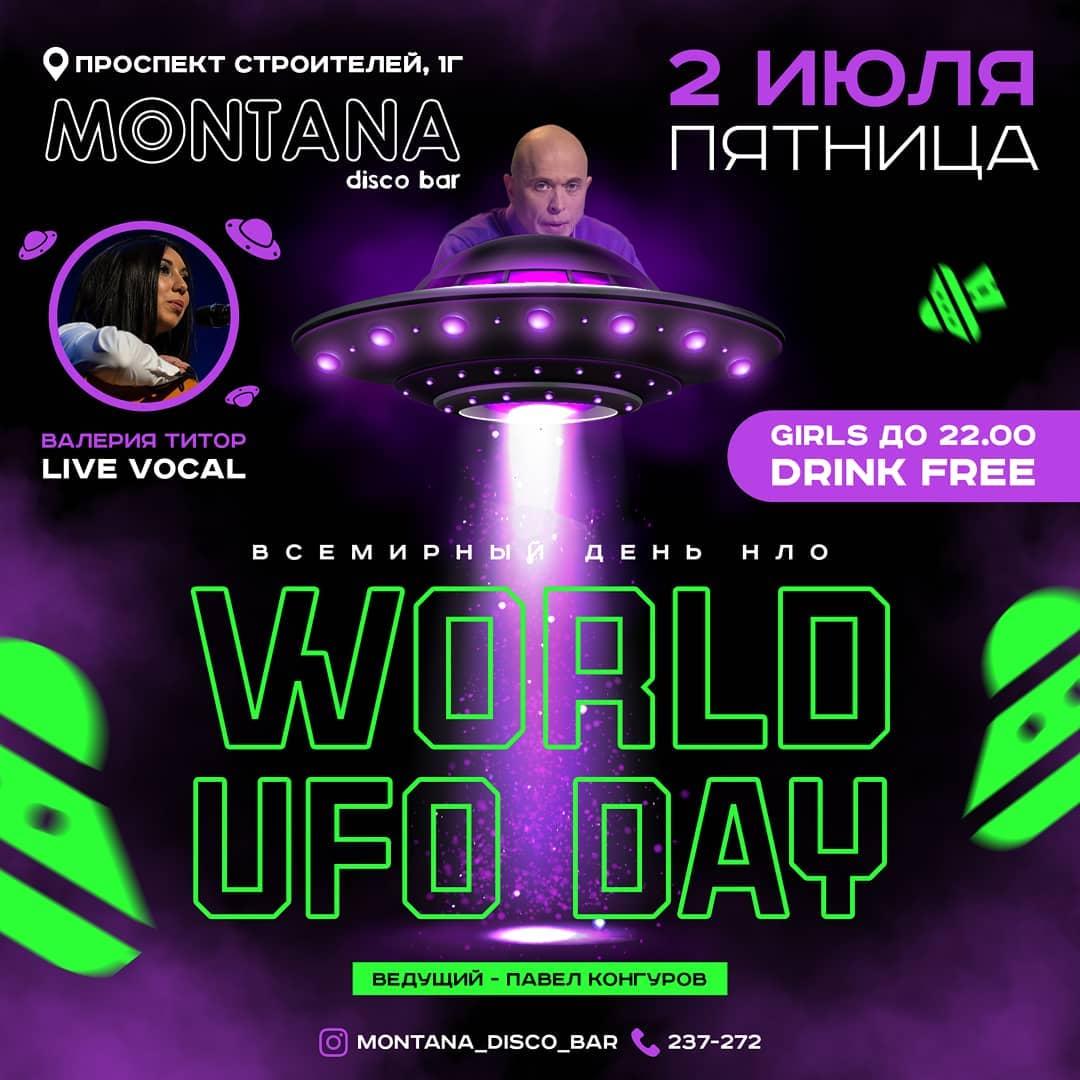 ПРОСПЕКТ СТРОИТЕЛЕЙ, 1Г
MONTANA
disco bar
2 ИЮЛЯ
ПЯТНИЦА
ВАЛЕРИЯ ТИТОР
LIVE VOCAL
GIRLS ДО 22.00
DRINK FREE
ВСЕМИРНЫЙ ДЕНЬ НЛО
WORLD
UFO DAY
ВЕДУЩИЙ - ПАВЕЛ КОНГУРОВ
MONTANA_DISCO_BAR 237-272